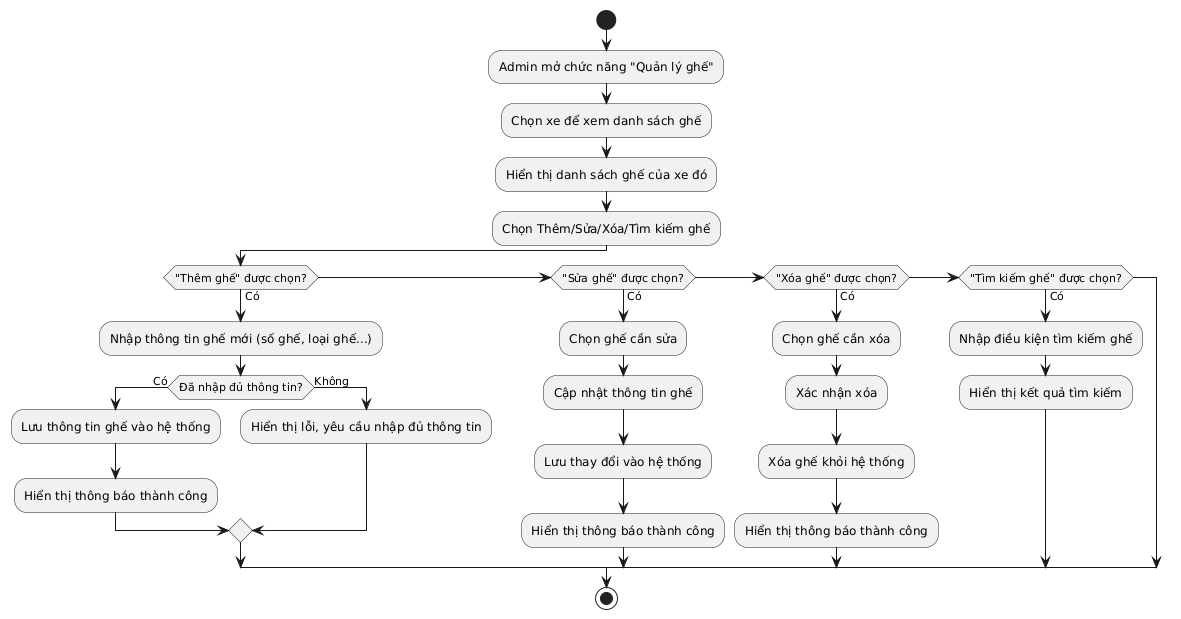 Admin mở chức năng "Quản lý ghế"
Chọn xe để xem danh sách ghế
Hiển thị danh sách ghế của xe đó
Chọn Thêm/Sửa/Xóa/Tìm kiếm ghế
"Thêm ghế" được chọn?
Có
Nhập thông tin ghế mới (số ghế, loại ghế...)
Có
Đã nhập đủ thông tin?
Không
Lưu thông tin ghế vào hệ thống
Hiển thị thông báo thành công
Hiển thị lỗi, yêu cầu nhập đủ thông tin
"Sửa ghế" được chọn?
Có
Chọn ghế cần sửa
Cập nhật thông tin ghế
Lưu thay đổi vào hệ thống
Hiển thị thông báo thành công
"Xóa ghế" được chọn?
Có
Chọn ghế cần xóa
Xác nhận xóa
Xóa ghế khỏi hệ thống
Hiển thị thông báo thành công
"Tìm kiếm ghế" được chọn?
Có
Nhập điều kiện tìm kiếm ghế
Hiển thị kết quả tìm kiếm